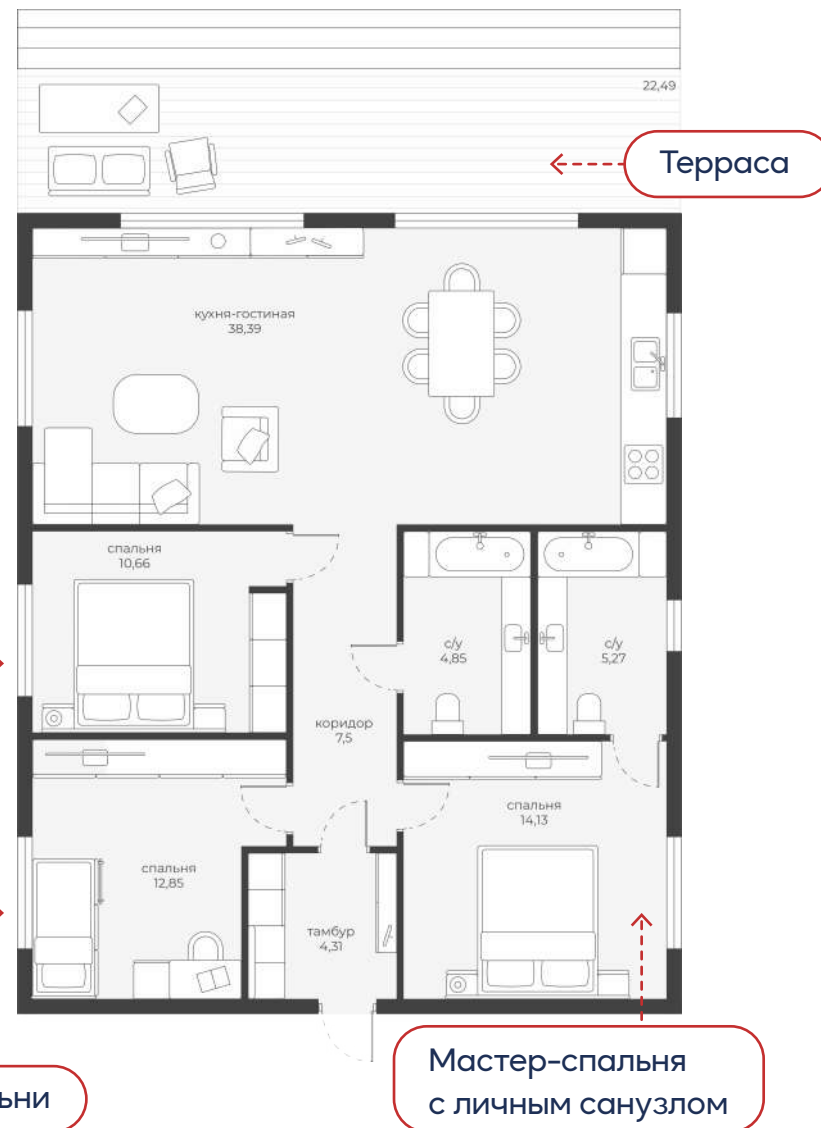 22,49
Терраса
кухня-гостиная
38,39
спальня
10,66
с/у
4,85
с/у
5,27
коридор
7,5
спальня
14,13
спальня
12,85
тамбур
4,31
Мастер-спальня
с личным санузлом